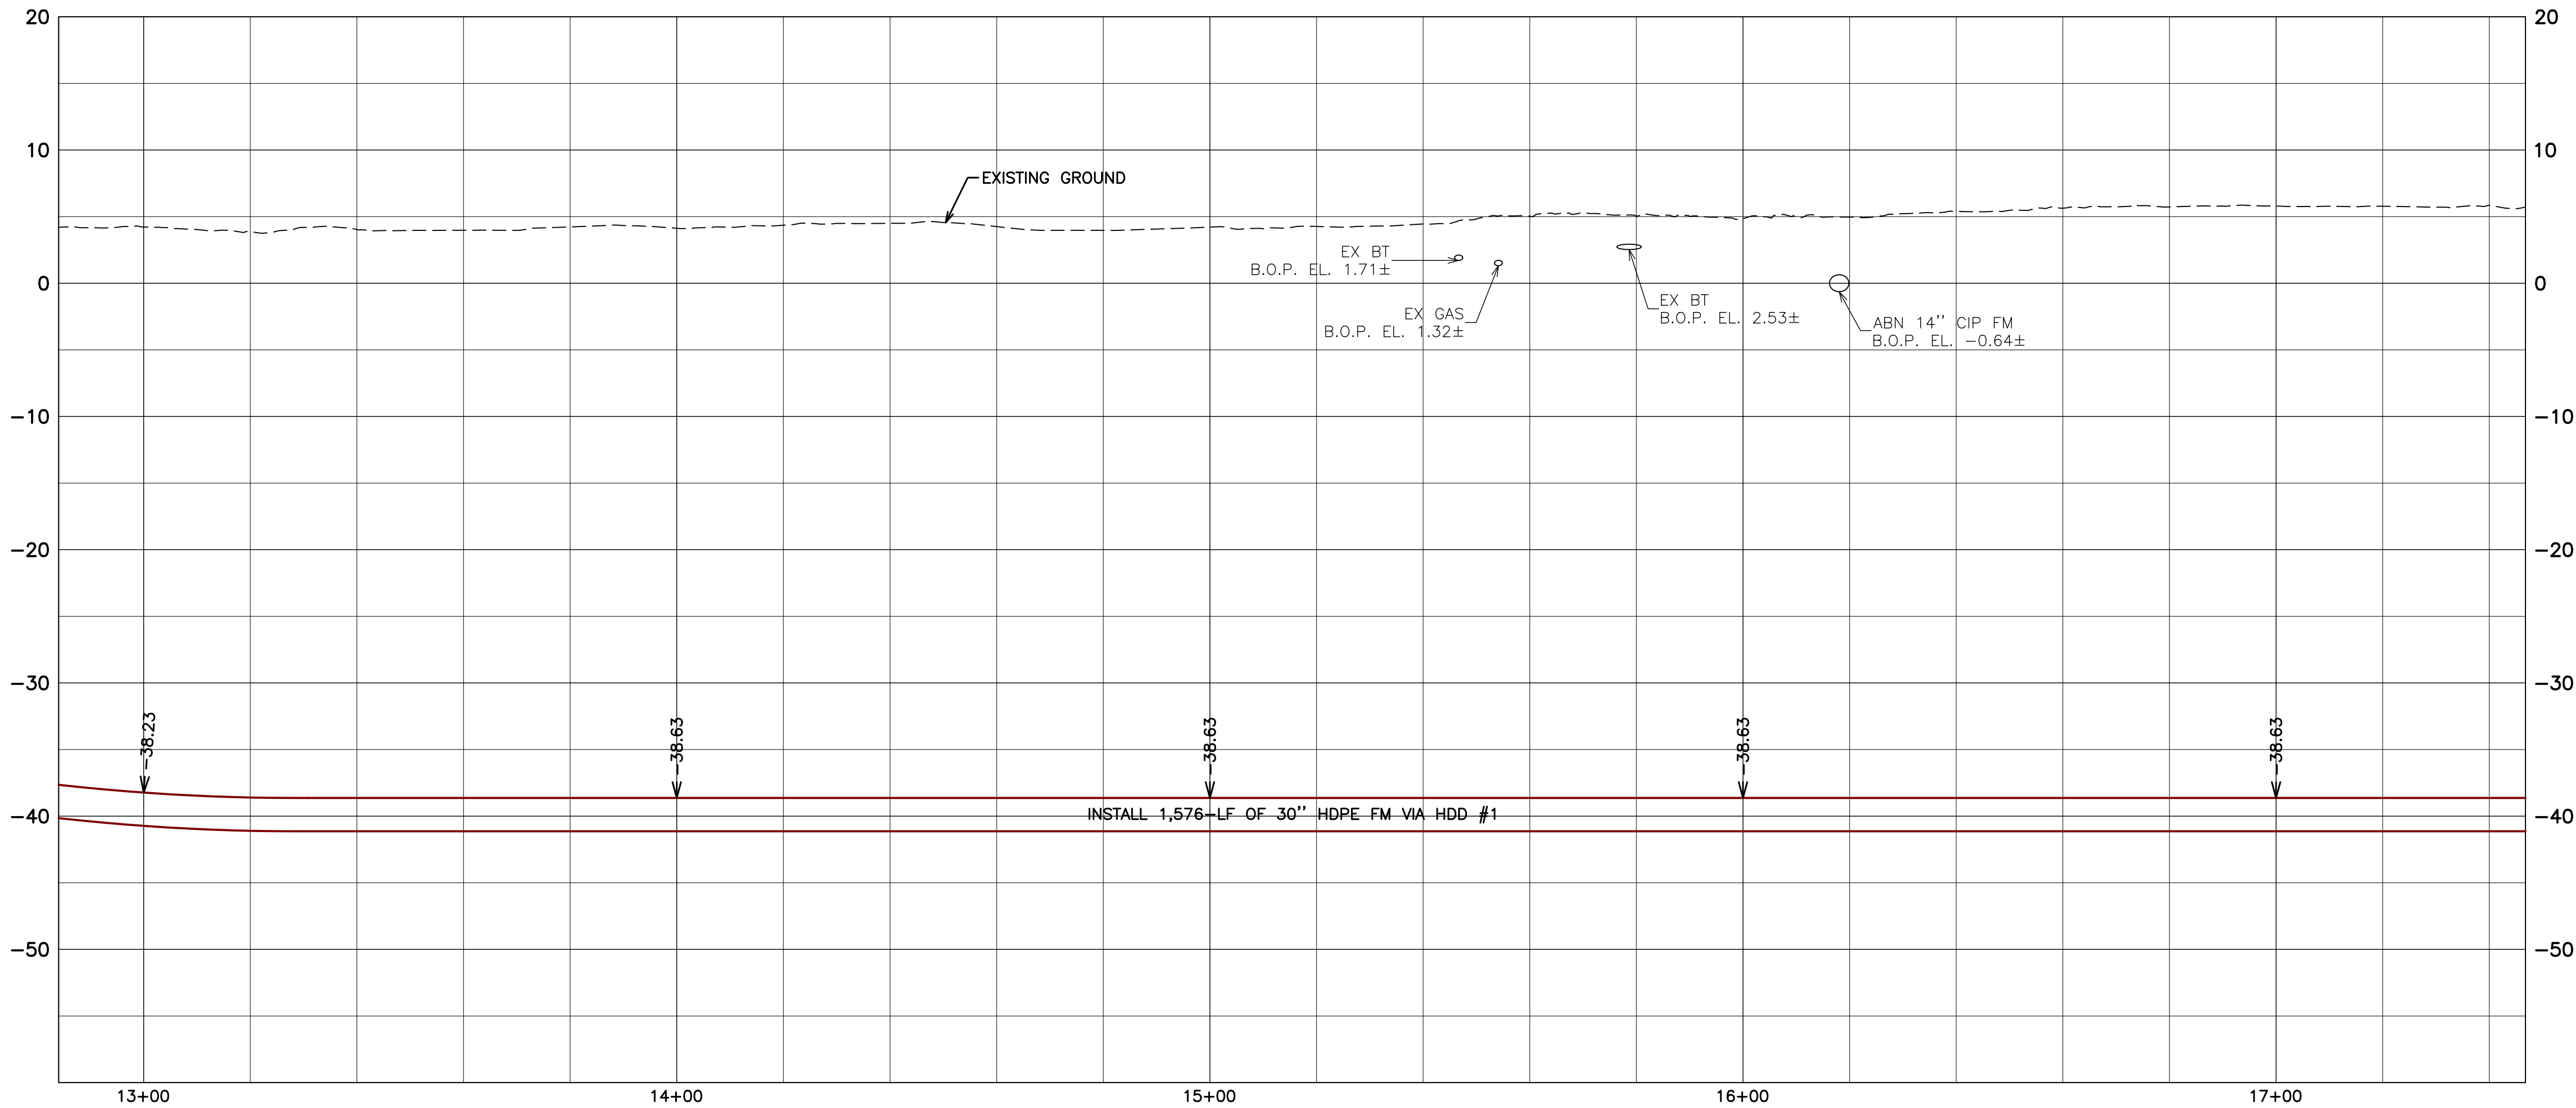 20
20
10
10
EXISTING GROUND
EX BT
B.O.P. EL. 1.71±
0
0
EX BT
B.O.P. EL. 2.53±
EX GAS
B.O.P. EL. 1.32±
ABN 14'' CIP FM
B.O.P. EL. -0.64±
-10
-10
-20
-20
-30
-30
-38.23
-38.63
-38.63
-38.63
-38.63
-40
INSTALL 1,576-LF OF 30'' HDPE FM VIA HDD #1
-40
-50
-50
13+00
14+00
15+00
16+00
17+00